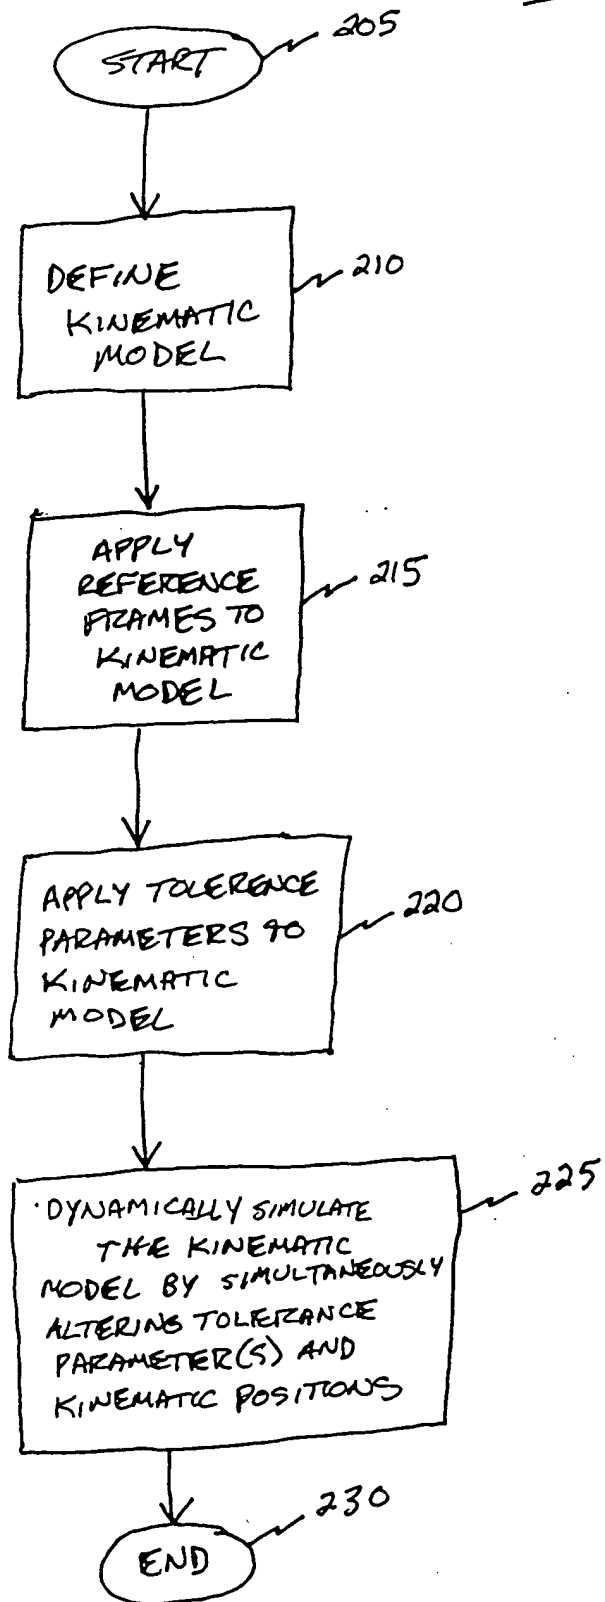 205
START
DEFINE
KINEMATIC
MODEL
210
APPLY
REFERENCE
FRAMES TO
KINEMATIC
MODEL
215
APPLY TOLERENCE
PARAMETERS TO
KINEMATIC
MODEL
220
DYNAMICALLY SIMULATE
THE KINEMATIC
MODEL BY SIMULTANEOUSLY
ALTERING TOLERANCE
PARAMETER(S) AND
KINEMATIC POSITIONS
225
230
END